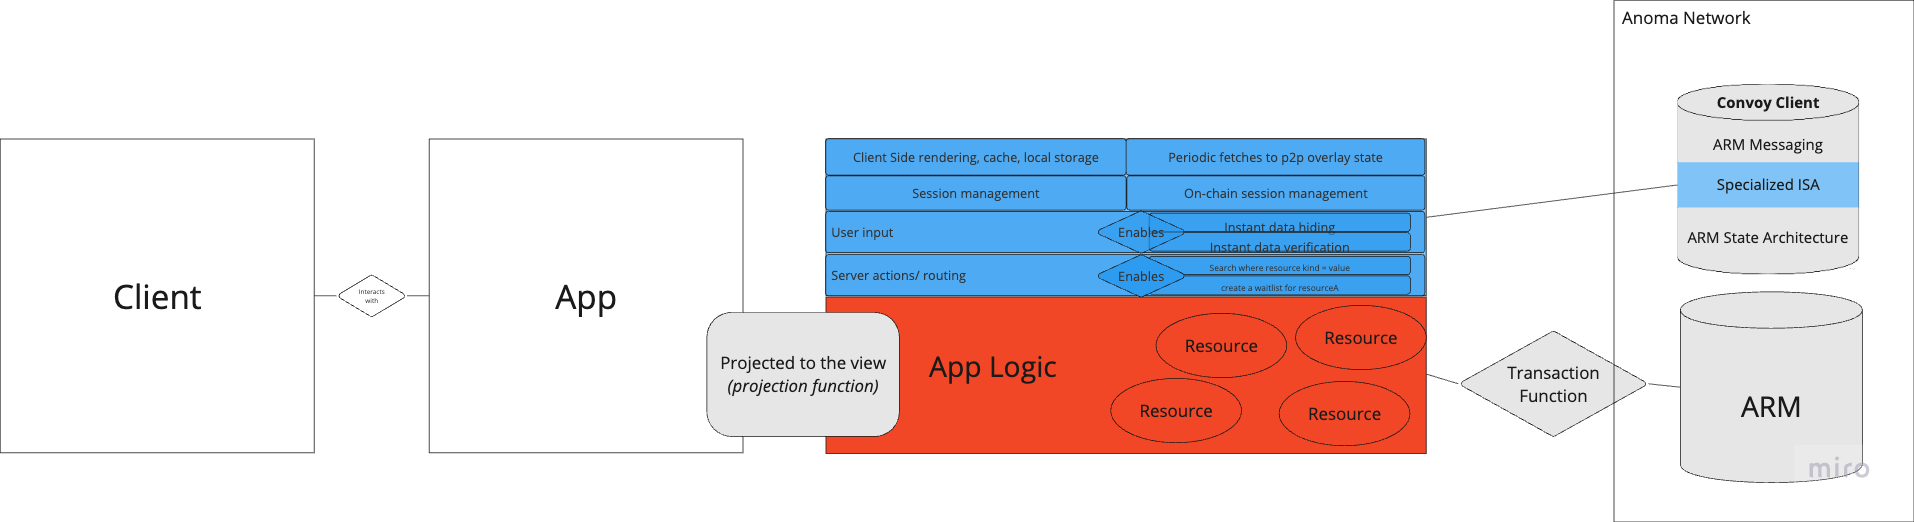 Anoma Network
Client
Interacts
with
App
Projected to the view
(projection function)
Client Side rendering, cache, local storage
Periodic fetches to p2p overlay state
Session management
On-chain session management
User input
Enables
Instant data hiding
Instant data verification
Server actions/ routing
Enables
Search where resource kind = value
create a waitlist for resourceA
App Logic
Resource
Resource
Resource
Resource
Transaction
Function
Convoy Client
ARM Messaging
Specialized ISA
ARM State Architecture
ARM
miro